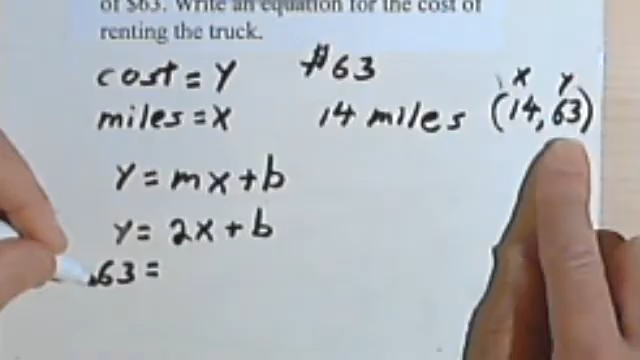 of $63. Write an equation for the cost of
renting the truck.
cost = y $63
miles = x 14 miles (14, 63)
x y
y = mx + b
y = 2x + b
63 =